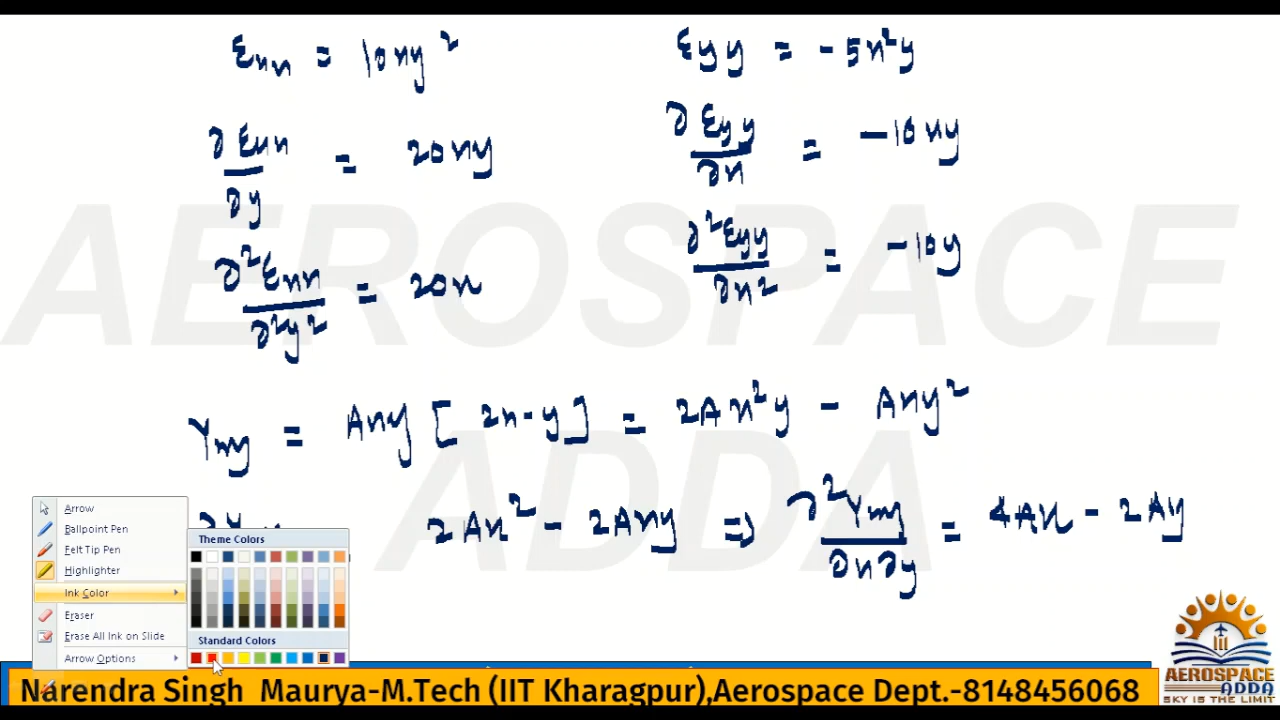 εxx = 10xy² εyy = -5x²y
∂εxx/∂y = 20xy ∂εyy/∂x = -10xy
∂²εxx/∂²y² = 20x ∂²εyy/∂x² = -10y
γxy = Axy [2x-y] = 2Ax²y - Axy²
2Ax² - 2Axy ⇒ ∂²γxy/∂x∂y = 4Ax - 2Ay
AEROSPACE
ADDA
Arrow
Ballpoint Pen
Felt Tip Pen
Highlighter
Ink Color
Eraser
Erase All Ink on Slide
Arrow Options
Theme Colors
Standard Colors
Narendra Singh Maurya-M.Tech (IIT Kharagpur),Aerospace Dept.-8148456068
AEROSPACE
ADDA
SKY IS THE LIMIT